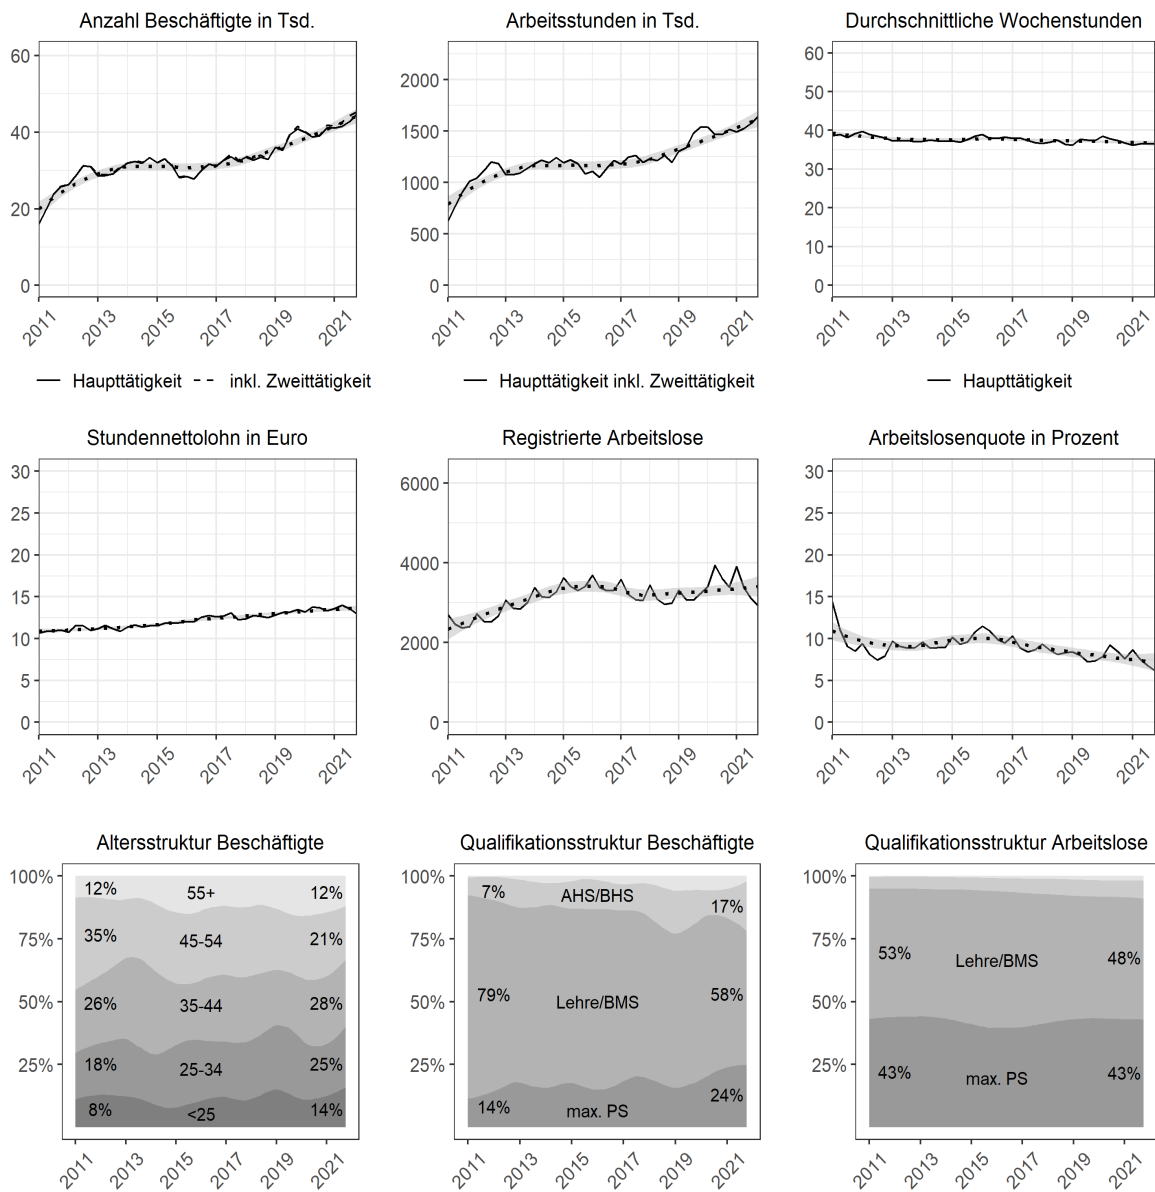 Anzahl Beschäftigte in Tsd.
60
40
20
0
2011 2013 2015 2017 2019 2021
Haupttätigkeit inkl. Zweittätigkeit
Arbeitsstunden in Tsd.
2000
1500
1000
500
0
2011 2013 2015 2017 2019 2021
Haupttätigkeit inkl. Zweittätigkeit
Durchschnittliche Wochenstunden
60
50
40
30
20
10
0
2011 2013 2015 2017 2019 2021
Haupttätigkeit
Stundennettolohn in Euro
30
25
20
15
10
5
0
2011 2013 2015 2017 2019 2021
Registrierte Arbeitslose
6000
4000
2000
0
2011 2013 2015 2017 2019 2021
Arbeitslosenquote in Prozent
30
25
20
15
10
5
0
2011 2013 2015 2017 2019 2021
Altersstruktur Beschäftigte
100%
75%
50%
25%
12% 55+ 12%
35% 45-54 21%
26% 35-44 28%
18% 25-34 25%
8% <25 14%
2011 2013 2015 2017 2019 2021
Qualifikationsstruktur Beschäftigte
100%
75%
50%
25%
7% AHS/BHS 17%
79% Lehre/BMS 58%
14% max. PS 24%
2011 2013 2015 2017 2019 2021
Qualifikationsstruktur Arbeitslose
100%
75%
50%
25%
53% Lehre/BMS 48%
43% max. PS 43%
2011 2013 2015 2017 2019 2021